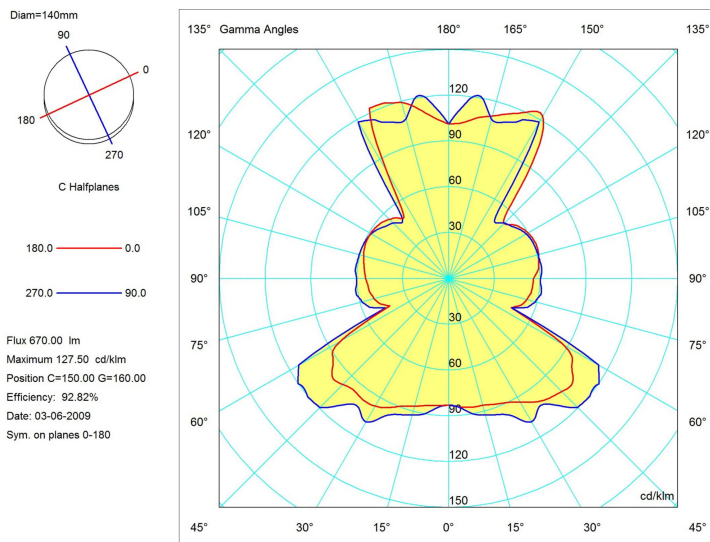 Diam=140mm
90
0
180
270
C Halfplanes
180.0 0.0
270.0 90.0
Flux 670.00 lm
Maximum 127.50 cd/klm
Position C=150.00 G=160.00
Efficiency: 92.82%
Date: 03-06-2009
Sym. on planes 0-180
135° Gamma Angles 180° 165° 150° 135°
120° 120 120°
90
60
105° 30 105°
90° 90°
30
75° 60 75°
60° 90 60°
120
150 cd/klm
45° 30° 15° 0° 15° 30° 45°